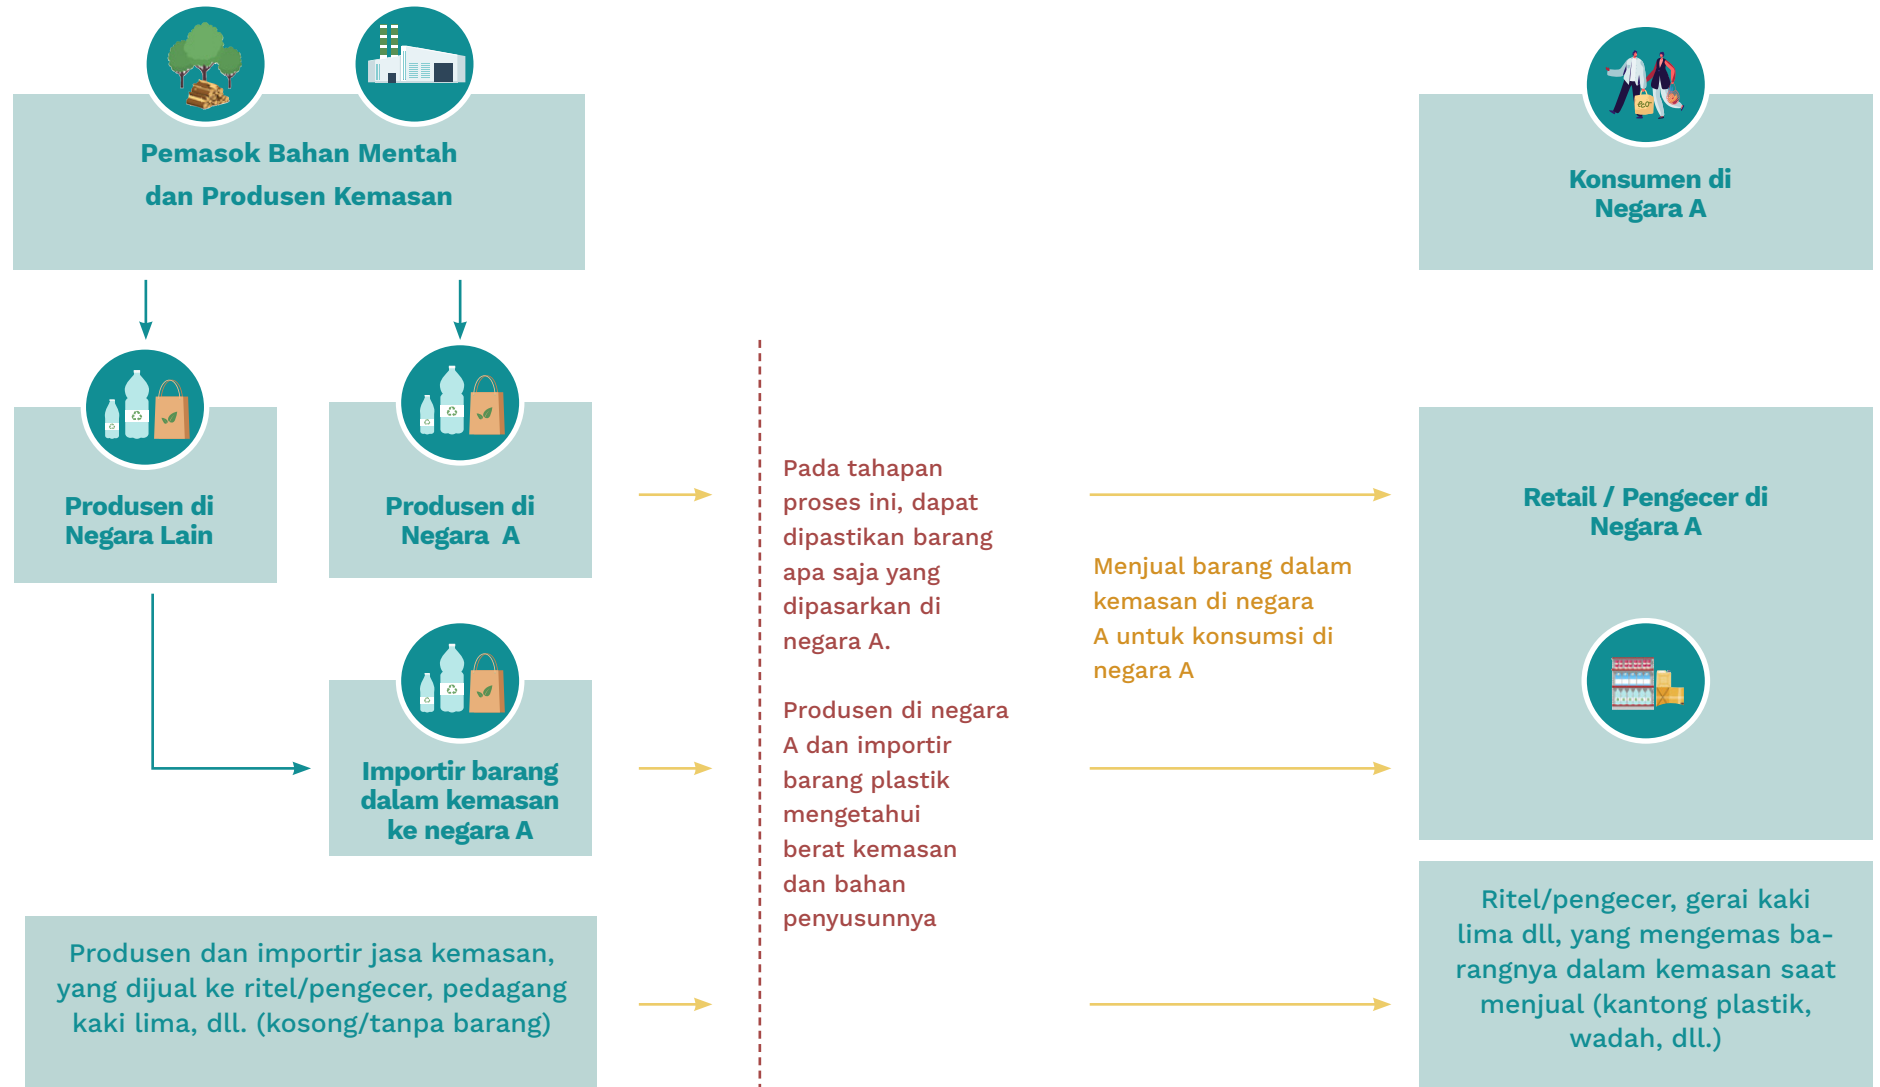 Pemasok Bahan Mentah
dan Produsen Kemasan
Konsumen di
Negara A
Produsen di
Negara Lain
Produsen di
Negara A
Importir barang
dalam kemasan
ke negara A
Produsen dan importir jasa kemasan,
yang dijual ke ritel/pengecer, pedagang
kaki lima, dll. (kosong/tanpa barang)
Pada tahapan
proses ini, dapat
dipastikan barang
apa saja yang
dipasarkan di
negara A.
Produsen di negara
A dan importir
barang plastik
mengetahui
berat kemasan
dan bahan
penyusunnya
Menjual barang dalam
kemasan di negara
A untuk konsumsi di
negara A
Retail / Pengecer di
Negara A
Ritel/pengecer, gerai kaki
lima dll, yang mengemas ba-
rangnya dalam kemasan saat
menjual (kantong plastik,
wadah, dll.)